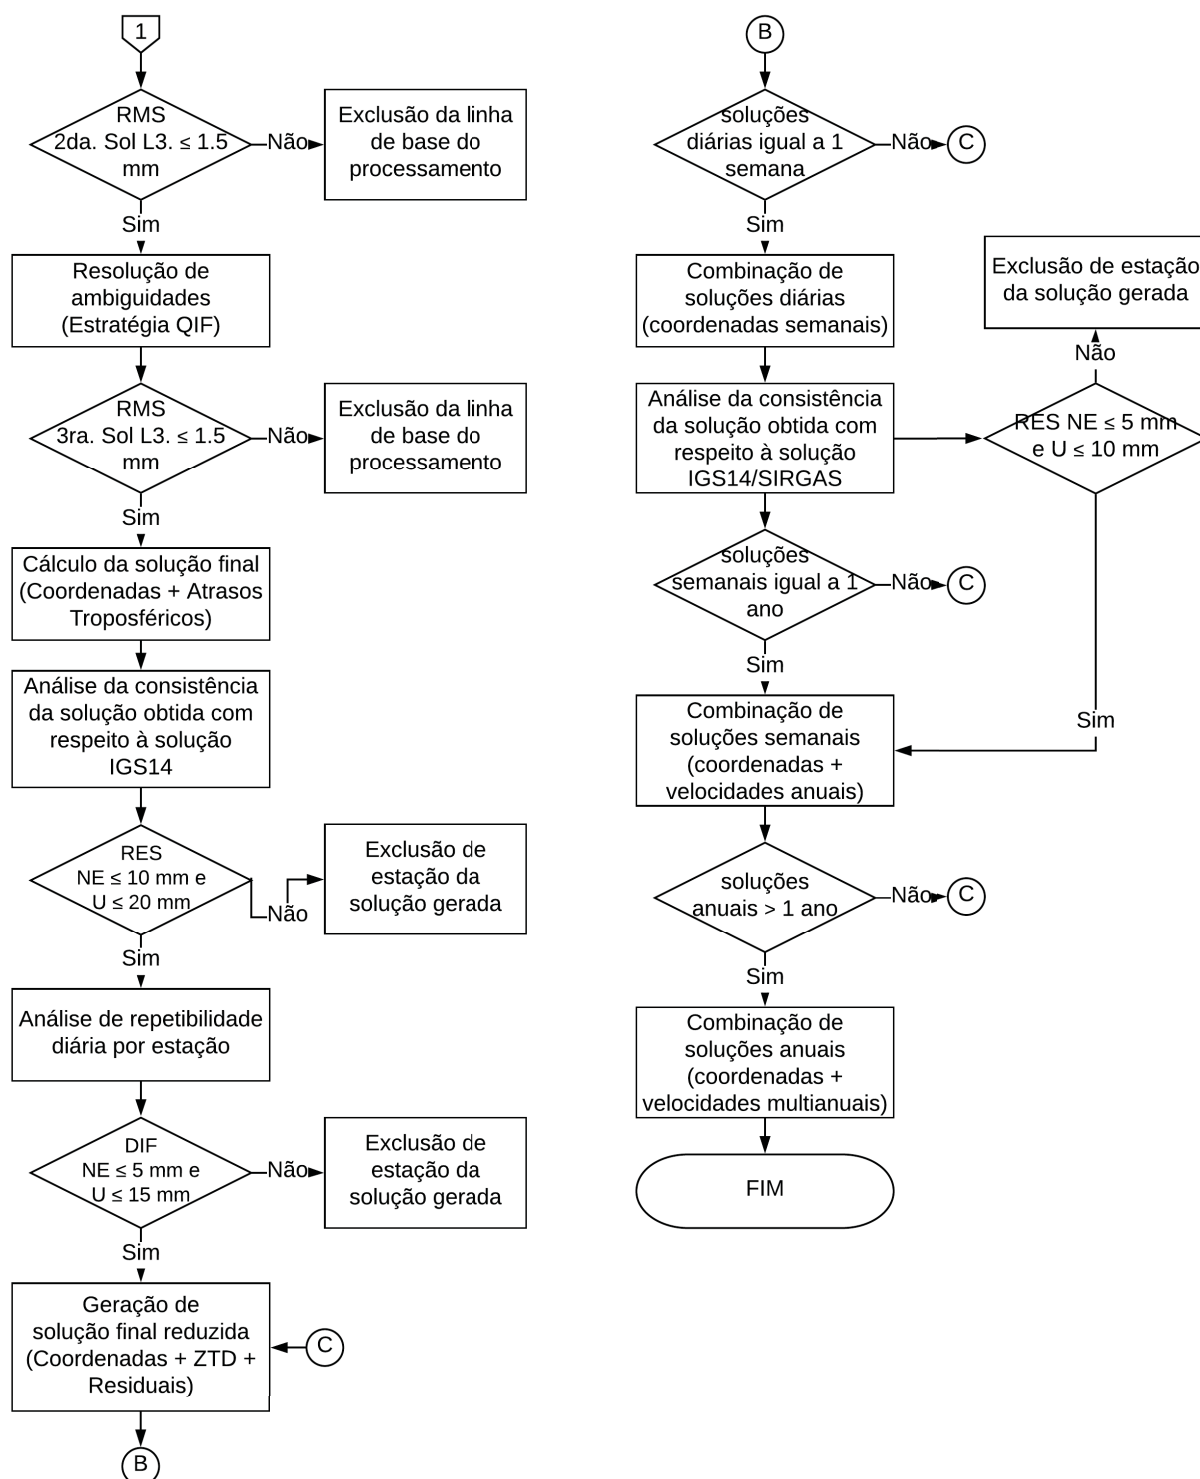 1
RMS
2da. Sol L3. ≤ 1.5
mm
Não
Exclusão da linha
de base do
processamento
Sim
Resolução de
ambiguidades
(Estratégia QIF)
RMS
3ra. Sol L3. ≤ 1.5
mm
Não
Exclusão da linha
de base do
processamento
Sim
Cálculo da solução final
(Coordenadas + Atrasos
Troposféricos)
Análise da consistência
da solução obtida com
respeito à solução
IGS14
RES
NE ≤ 10 mm e
U ≤ 20 mm
Não
Exclusão de
estação da
solução gerada
Sim
Análise de repetibilidade
diária por estação
DIF
NE ≤ 5 mm e
U ≤ 15 mm
Não
Exclusão de
estação da
solução gerada
Sim
Geração de
solução final reduzida
(Coordenadas + ZTD +
Residuais)
C
B
B
soluções
diárias igual a 1
semana
Não
C
Sim
Combinação de
soluções diárias
(coordenadas semanais)
Exclusão de estação
da solução gerada
Não
Análise da consistência
da solução obtida com
respeito à solução
IGS14/SIRGAS
RES NE ≤ 5 mm
e U ≤ 10 mm
soluções
semanais igual a 1
ano
Não
C
Sim
Sim
Combinação de
soluções semanais
(coordenadas +
velocidades anuais)
soluções
anuais > 1 ano
Não
C
Sim
Combinação de
soluções anuais
(coordenadas +
velocidades multianuais)
FIM